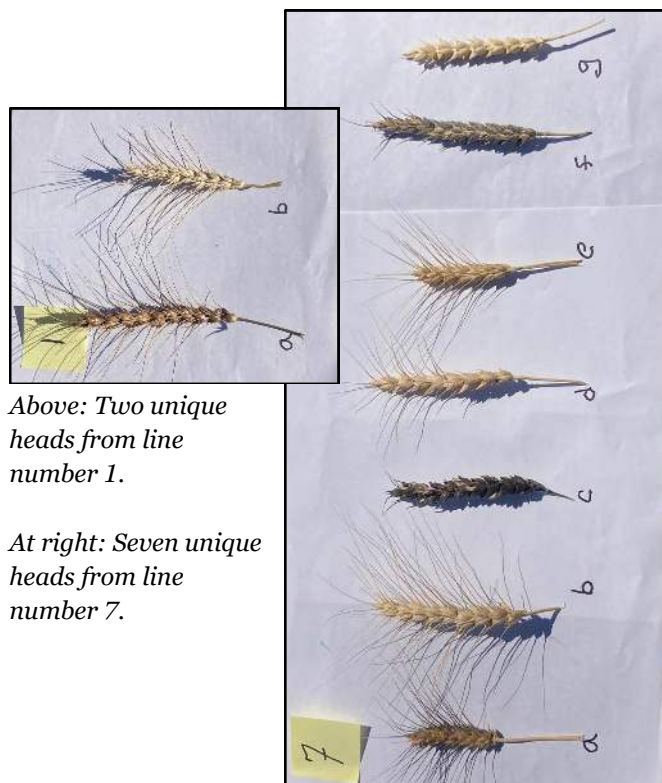 g
f
e
d
c
b
a
7
b
a
1
Above: Two unique
heads from line
number 1.
At right: Seven unique
heads from line
number 7.